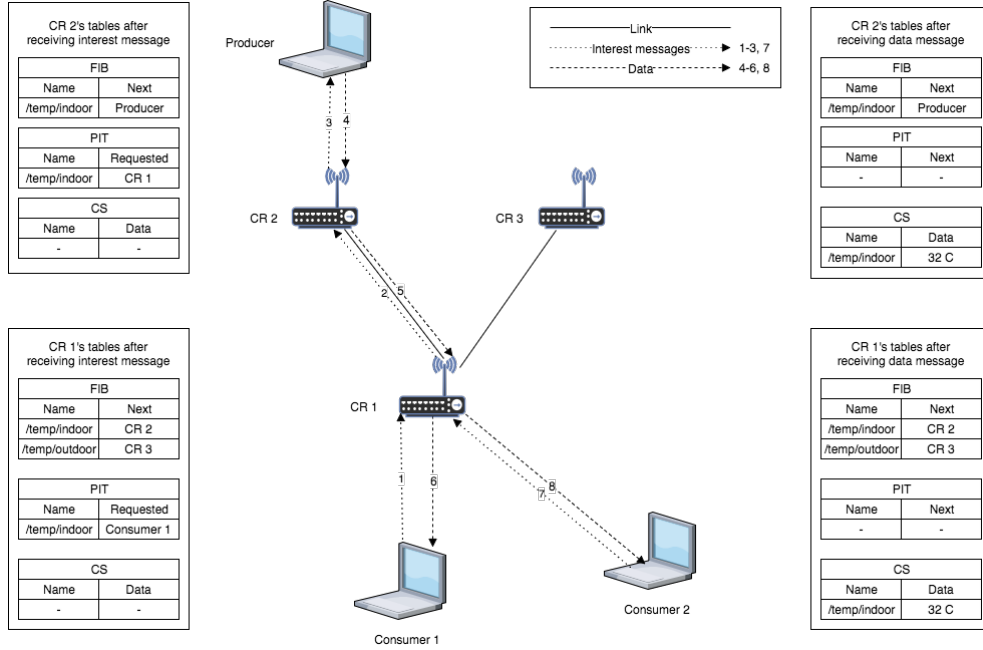 CR 2's tables after
receiving interest message
FIB
Name Next
/temp/indoor Producer
PIT
Name Requested
/temp/indoor CR 1
CS
Name Data
- -
Producer
Link
Interest messages 1-3, 7
Data 4-6, 8
CR 2's tables after
receiving data message
FIB
Name Next
/temp/indoor Producer
PIT
Name Next
- -
CS
Name Data
/temp/indoor 32 C
3 4
CR 2
CR 3
2 5
CR 1's tables after
receiving interest message
FIB
Name Next
/temp/indoor CR 2
/temp/outdoor CR 3
PIT
Name Requested
/temp/indoor Consumer 1
CS
Name Data
- -
CR 1
1 6
7 8
Consumer 1
Consumer 2
CR 1's tables after
receiving data message
FIB
Name Next
/temp/indoor CR 2
/temp/outdoor CR 3
PIT
Name Next
- -
CS
Name Data
/temp/indoor 32 C